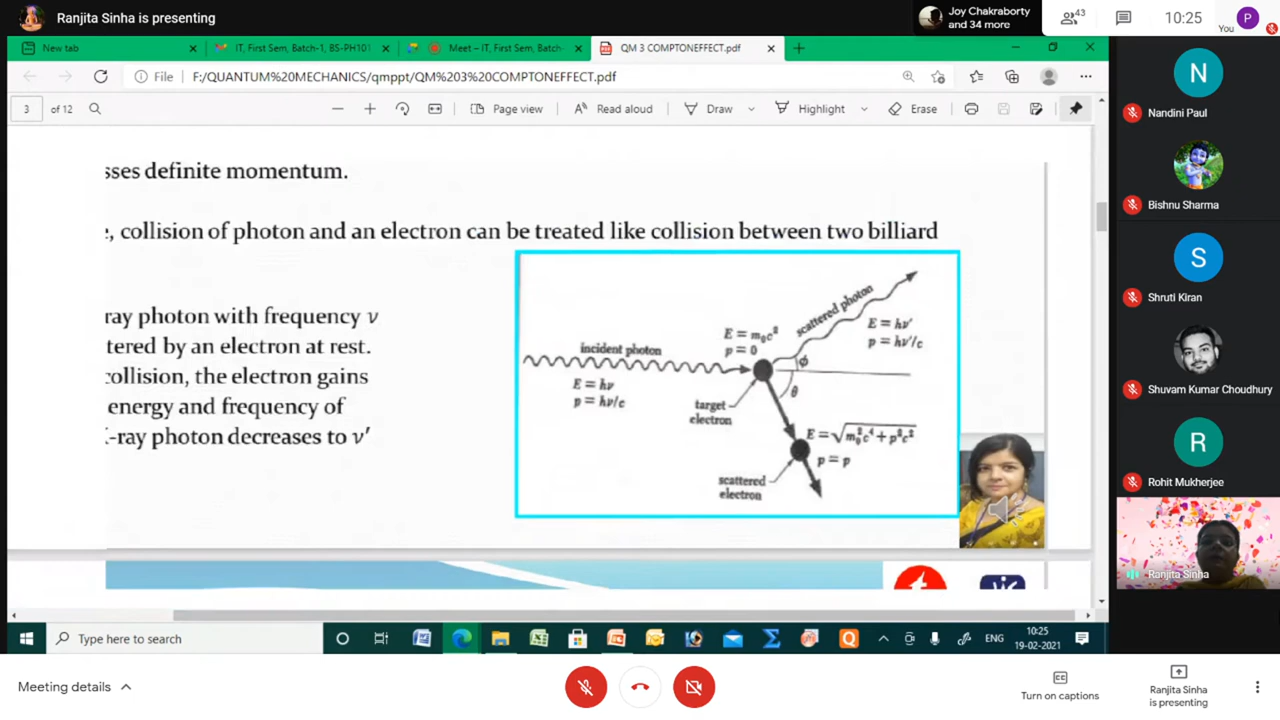 Ranjita Sinha is presenting
Joy Chakraborty
and 34 more
43
10:25
You
P
New tab
IT, First Sem, Batch-1, BS-PH101
Meet – IT, First Sem, Batch-
QM 3 COMPTONEFFECT.pdf
File
F:/QUANTUM%20MECHANICS/qmppt/QM%203%20COMPTONEFFECT.pdf
3 of 12
Page view
Read aloud
Draw
Highlight
Erase
sses definite momentum.
e, collision of photon and an electron can be treated like collision between two billiard
ray photon with frequency ν
tered by an electron at rest.
collision, the electron gains
energy and frequency of
-ray photon decreases to ν′
incident photon
E = hν
p = hν/c
E = m₀c²
p = 0
scattered photon
E = hν′
p = hν′/c
ϕ
θ
target
electron
E = √m₀²c⁴ + p²c²
p = p
scattered
electron
N
Nandini Paul
Bishnu Sharma
S
Shruti Kiran
Shuvam Kumar Choudhury
R
Rohit Mukherjee
Ranjita Sinha
Type here to search
ENG
10:25
19-02-2021
Meeting details
Turn on captions
Ranjita Sinha
is presenting